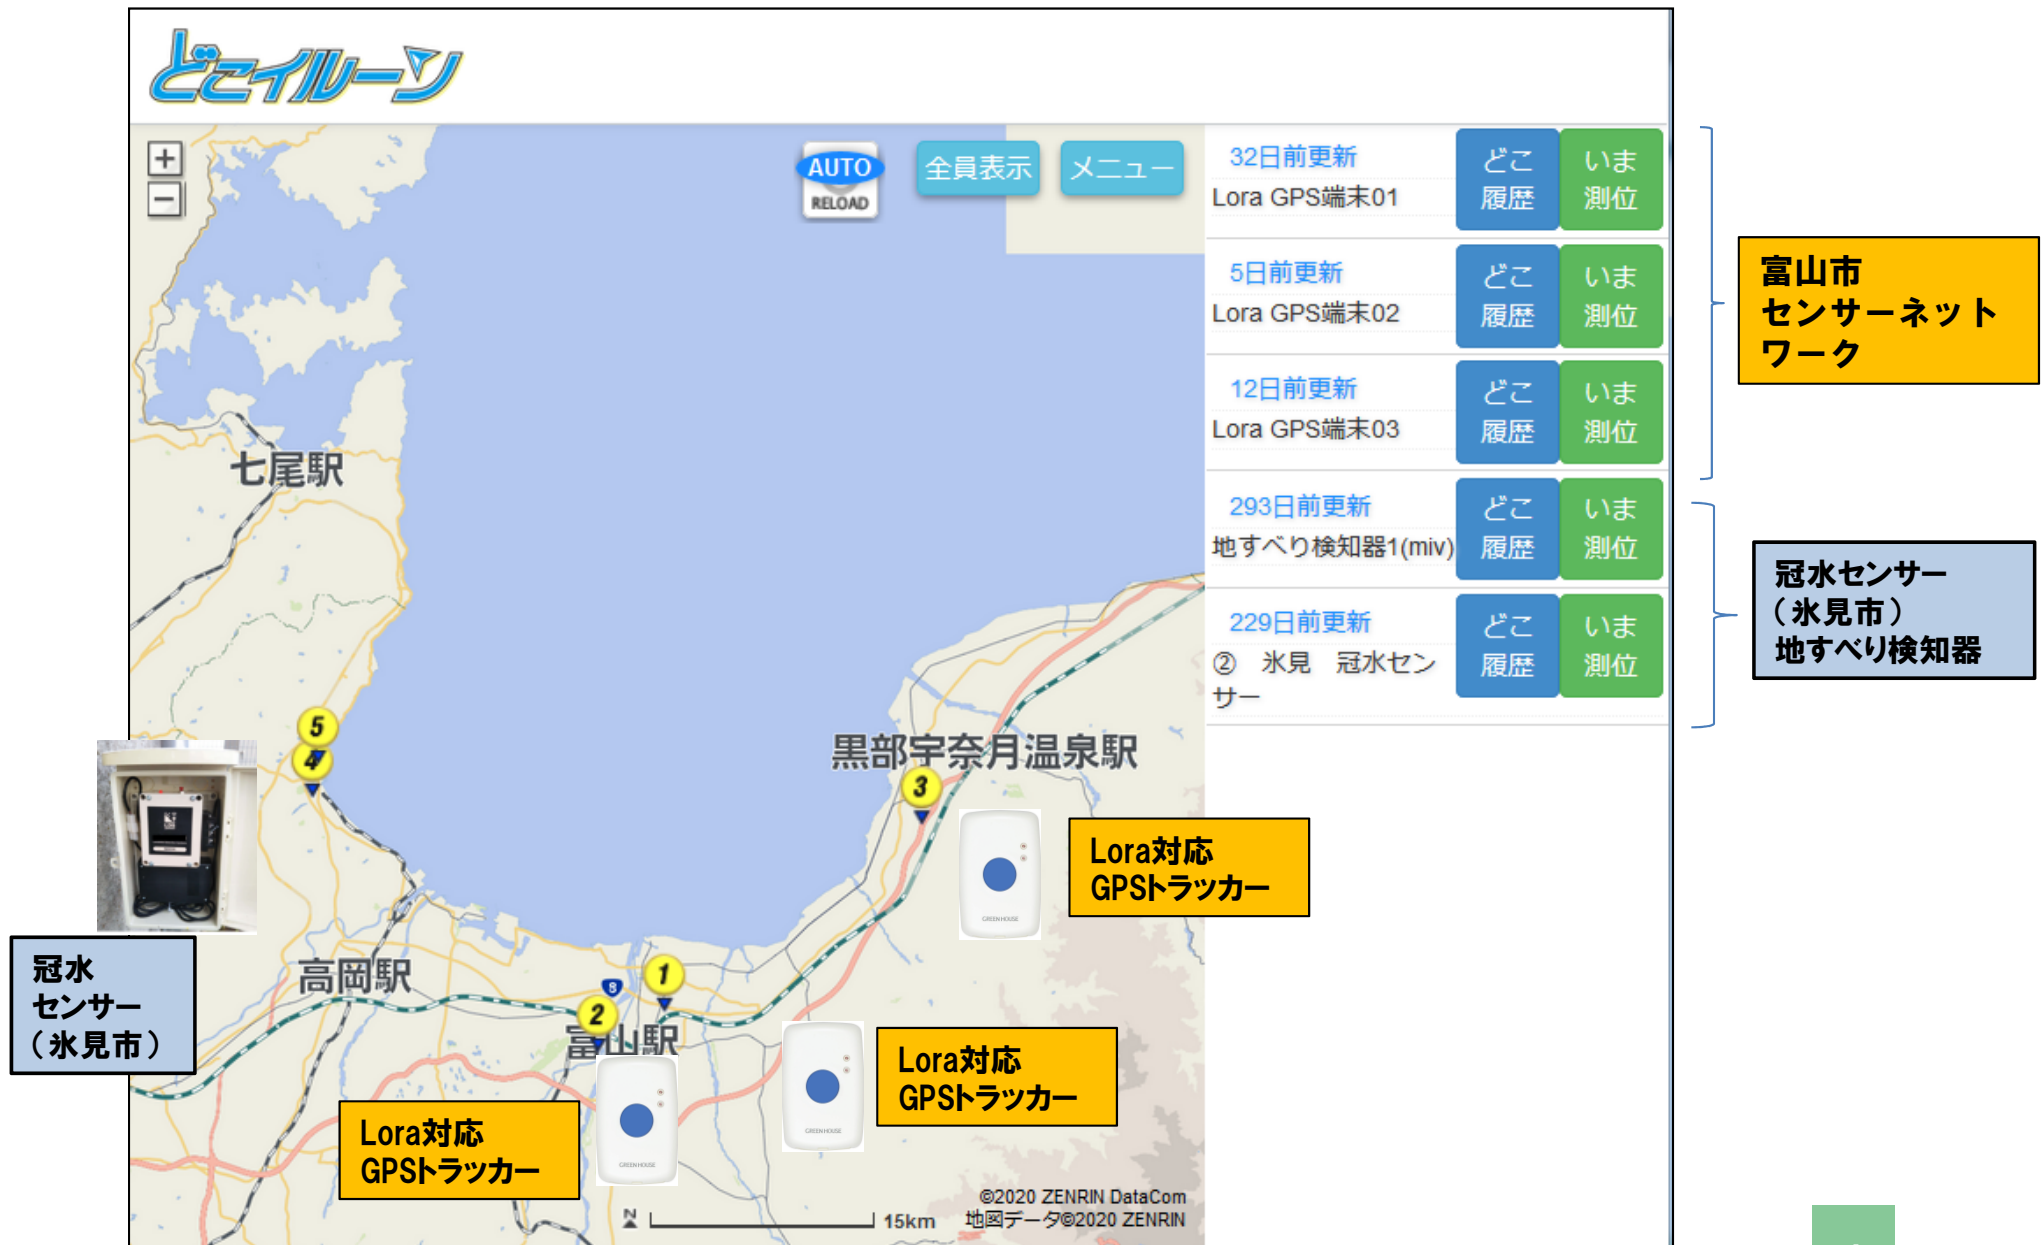 どこイルーツ
+
−
AUTO
RELOAD
全員表示
メニュー
32日前更新
Lora GPS端末01
どこ
履歴
いま
測位
5日前更新
Lora GPS端末02
どこ
履歴
いま
測位
12日前更新
Lora GPS端末03
どこ
履歴
いま
測位
293日前更新
地すべり検知器1(miv)
どこ
履歴
いま
測位
229日前更新
② 氷見 冠水セン
サー
どこ
履歴
いま
測位
富山市
センサーネット
ワーク
冠水センサー
（氷見市）
地すべり検知器
七尾駅
5
4
黒部宇奈月温泉駅
3
GREEN HOUSE
Lora対応
GPSトラッカー
冠水
センサー
（氷見市）
高岡駅
8
1
2
富山駅
GREEN HOUSE
Lora対応
GPSトラッカー
Lora対応
GPSトラッカー
GREEN HOUSE
N
15km
©2020 ZENRIN DataCom
地図データ©2020 ZENRIN